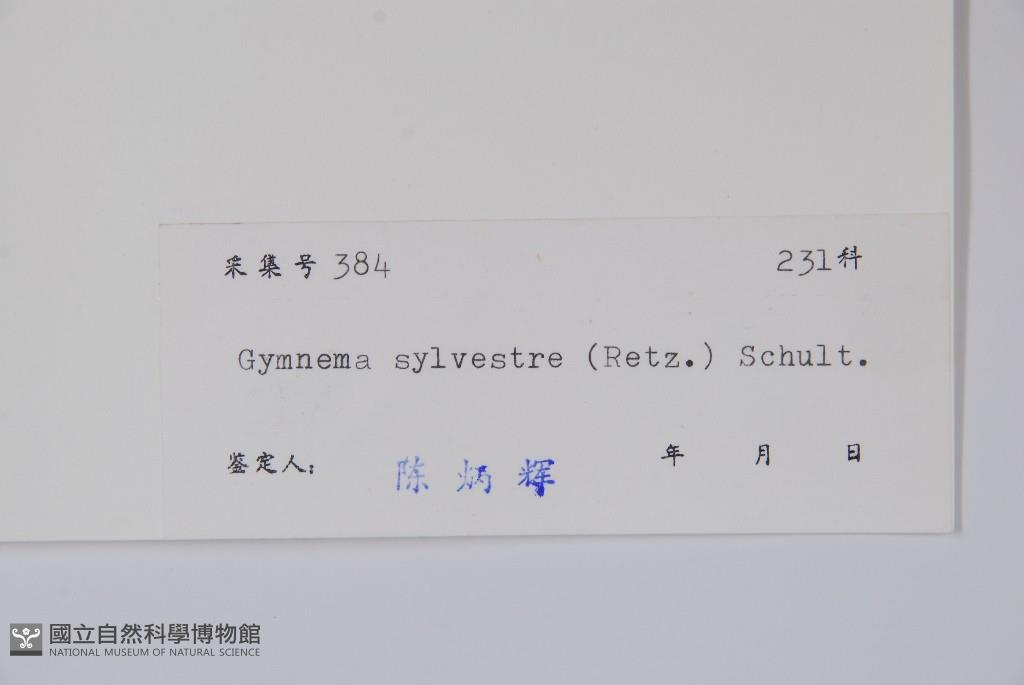 采集号 384 231科
Gymnema sylvestre (Retz.) Schult.
鉴定人: 陈炳辉 年 月 日
國立自然科學博物館
NATIONAL MUSEUM OF NATURAL SCIENCE